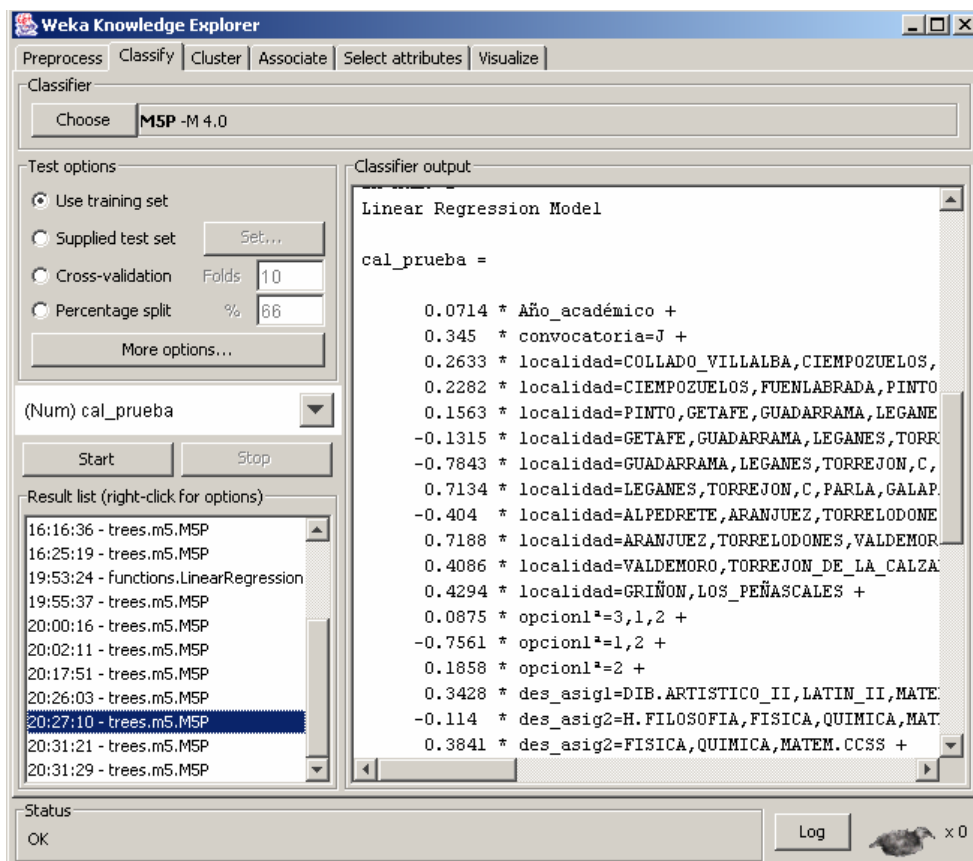 Weka Knowledge Explorer
Preprocess Classify Cluster Associate Select attributes Visualize
Classifier
Choose M5P -M 4.0
Test options
Use training set
Supplied test set Set...
Cross-validation Folds 10
Percentage split % 66
More options...
(Num) cal_prueba
Start Stop
Result list (right-click for options)
16:16:36 - trees.m5.M5P
16:25:19 - trees.m5.M5P
19:53:24 - functions.LinearRegression
19:55:37 - trees.m5.M5P
20:00:16 - trees.m5.M5P
20:02:11 - trees.m5.M5P
20:17:51 - trees.m5.M5P
20:26:03 - trees.m5.M5P
20:27:10 - trees.m5.M5P
20:31:21 - trees.m5.M5P
20:31:29 - trees.m5.M5P
Classifier output
Linear Regression Model
cal_prueba =
0.0714 * Año_académico +
0.345 * convocatoria=J +
0.2633 * localidad=COLLADO_VILLALBA,CIEMPOZUELOS,
0.2282 * localidad=CIEMPOZUELOS,FUENLABRADA,PINTO
0.1563 * localidad=PINTO,GETAFE,GUADARRAMA,LEGANE
-0.1315 * localidad=GETAFE,GUADARRAMA,LEGANES,TORR
-0.7843 * localidad=GUADARRAMA,LEGANES,TORREJON,C,
0.7134 * localidad=LEGANES,TORREJON,C,PARLA,GALAP
-0.404 * localidad=ALPEDRETE,ARANJUEZ,TORRELODONE
0.7188 * localidad=ARANJUEZ,TORRELODONES,VALDEMOR
0.4086 * localidad=VALDEMORO,TORREJON_DE_LA_CALZA
0.4294 * localidad=GRIÑON,LOS_PEÑASCALES +
0.0875 * opcion1ª=3,1,2 +
-0.7561 * opcion1ª=1,2 +
0.1858 * opcion1ª=2 +
0.3428 * des_asig1=DIB.ARTISTICO_II,LATIN_II,MATE
-0.114 * des_asig2=H.FILOSOFIA,FISICA,QUIMICA,MAT
0.3841 * des_asig2=FISICA,QUIMICA,MATEM.CCSS +
Status
OK
Log x 0